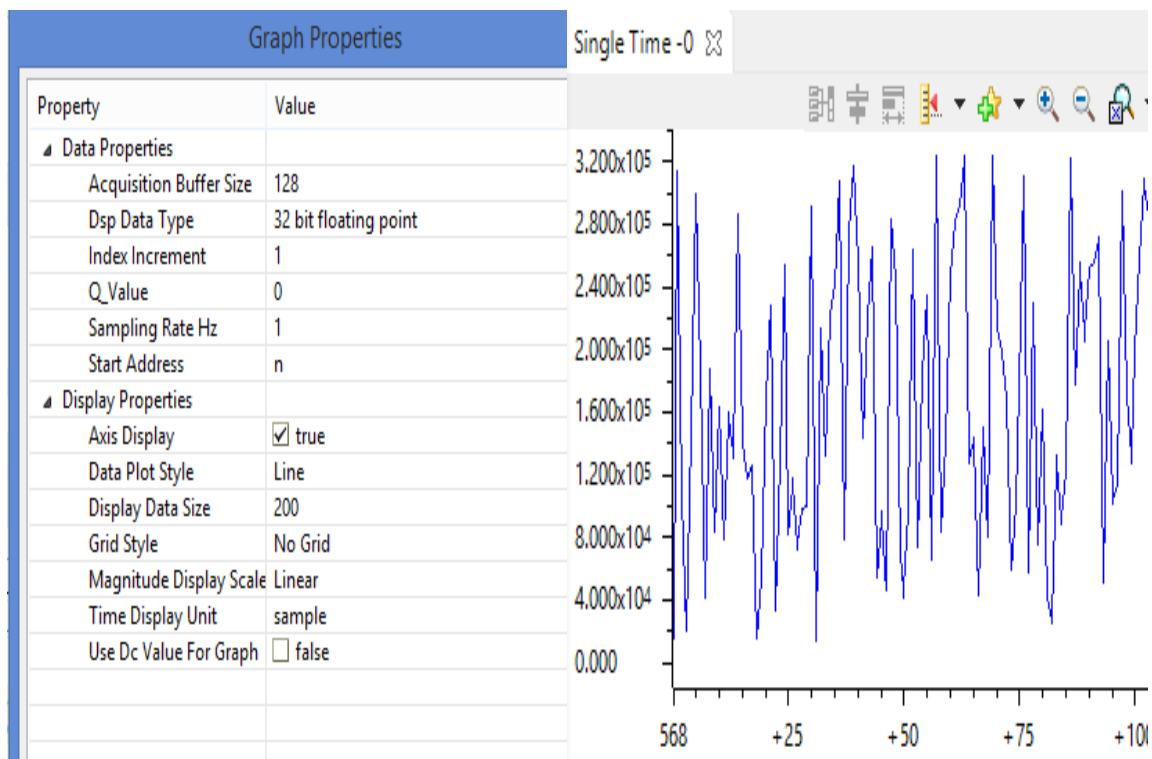 Graph Properties
Property Value
Data Properties
Acquisition Buffer Size 128
Dsp Data Type 32 bit floating point
Index Increment 1
Q_Value 0
Sampling Rate Hz 1
Start Address n
Display Properties
Axis Display true
Data Plot Style Line
Display Data Size 200
Grid Style No Grid
Magnitude Display Scale Linear
Time Display Unit sample
Use Dc Value For Graph false
Single Time -0
3.200x105
2.800x105
2.400x105
2.000x105
1.600x105
1.200x105
8.000x104
4.000x104
0.000
568 +25 +50 +75 +100